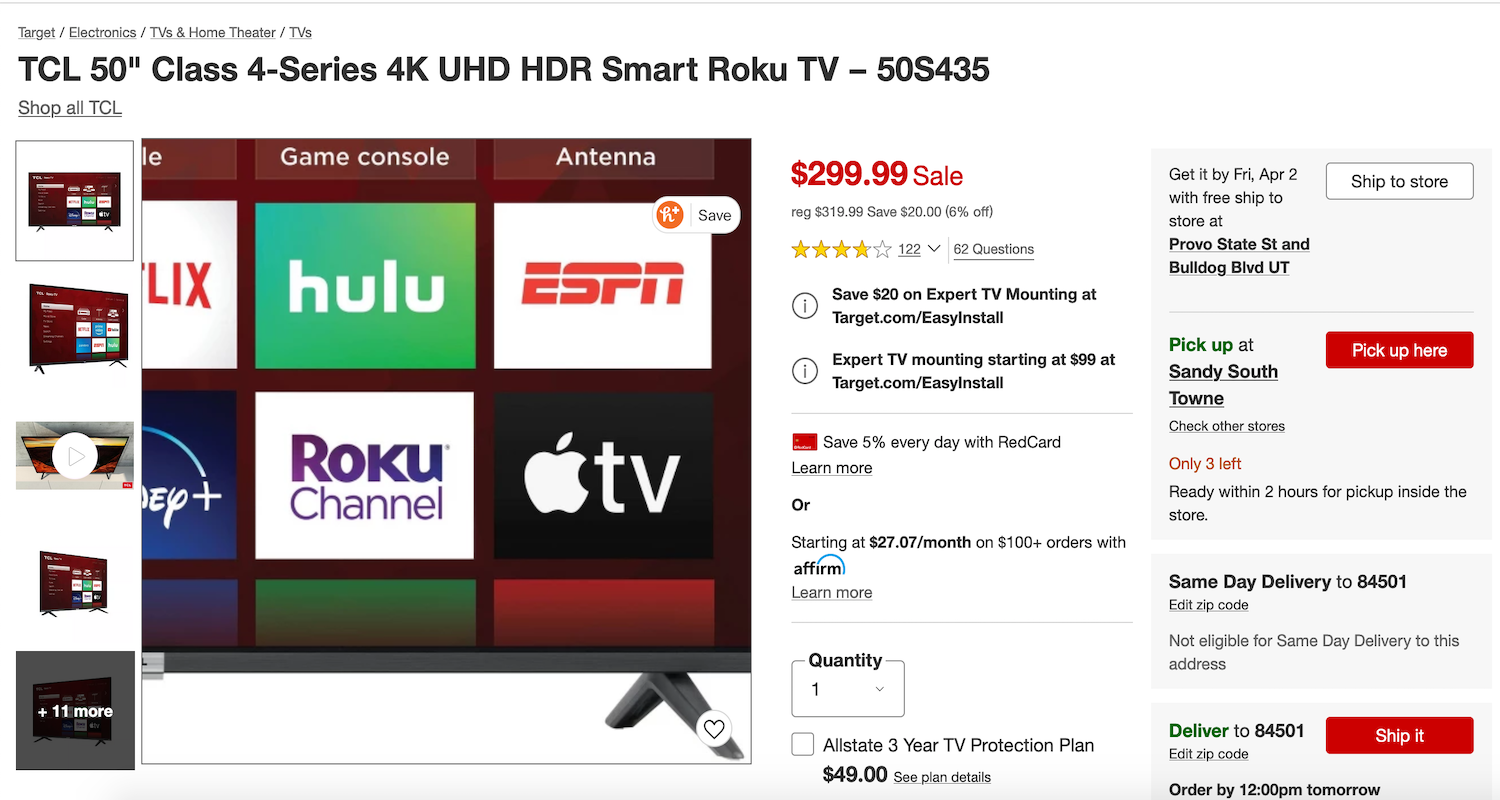 Target / Electronics / TVs & Home Theater / TVs
TCL 50" Class 4-Series 4K UHD HDR Smart Roku TV – 50S435
Shop all TCL
+ 11 more
le
Game console
Antenna
Save
LIX
hulu
ESPN
ney+
ROKU
Channel
tv
$299.99 Sale
reg $319.99 Save $20.00 (6% off)
122
62 Questions
Save $20 on Expert TV Mounting at
Target.com/EasyInstall
Expert TV mounting starting at $99 at
Target.com/EasyInstall
Save 5% every day with RedCard
Learn more
Or
Starting at $27.07/month on $100+ orders with
affirm
Learn more
Quantity
1
Allstate 3 Year TV Protection Plan
$49.00 See plan details
Get it by Fri, Apr 2
with free ship to
store at
Provo State St and
Bulldog Blvd UT
Ship to store
Pick up at
Sandy South
Towne
Pick up here
Check other stores
Only 3 left
Ready within 2 hours for pickup inside the
store.
Same Day Delivery to 84501
Edit zip code
Not eligible for Same Day Delivery to this
address
Deliver to 84501
Edit zip code
Ship it
Order by 12:00pm tomorrow